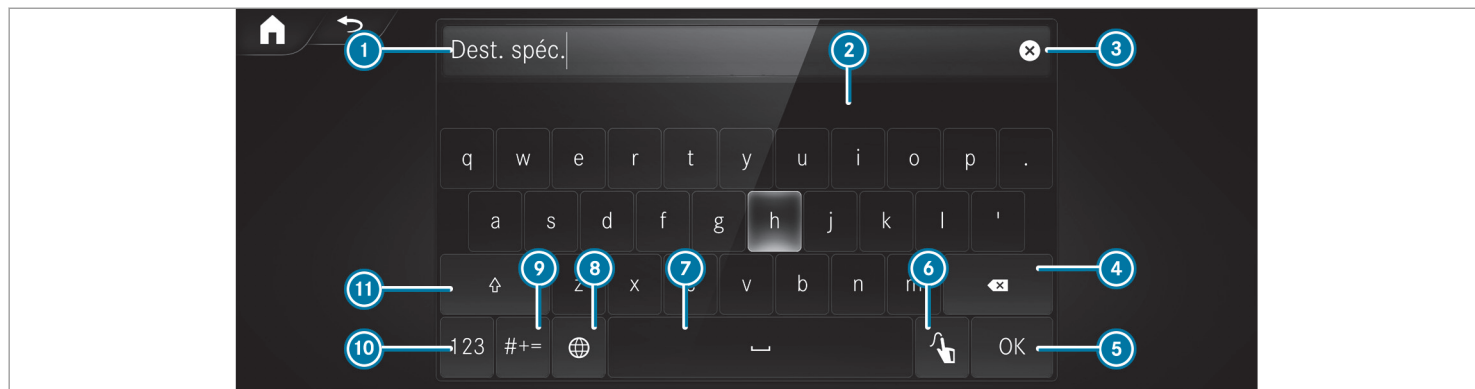 1 Dest. spéc. 2 3
q w e r t y u i o p .
a s d f g h j k l '
11 9 z 8 x 7 v b n m 6 4
10 123 #+= OK 5